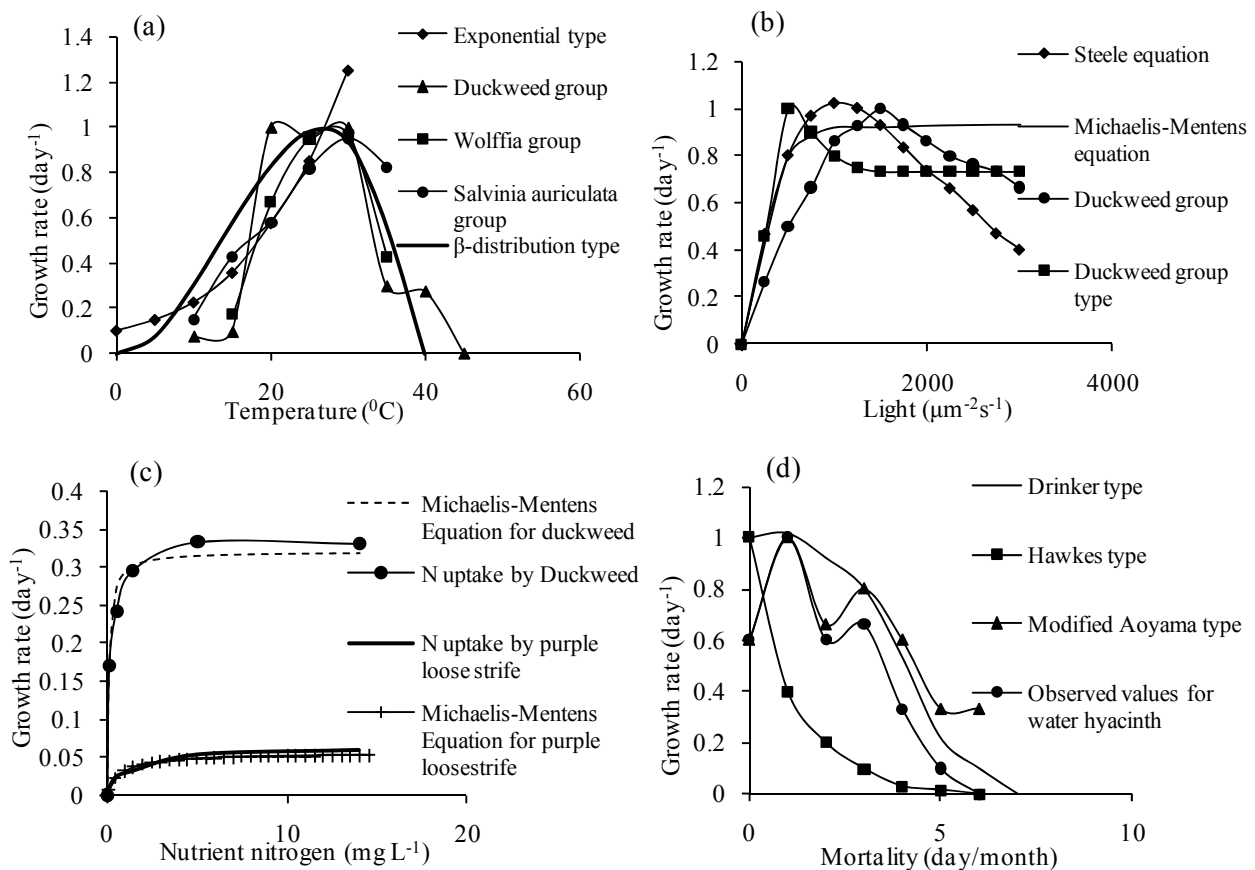 (a)
1.4
1.2
1
0.8
0.6
0.4
0.2
0
Growth rate (day-1)
0
20
40
60
Temperature (⁰C)
Exponential type
Duckweed group
Wolffia group
Salvinia auriculata
group
β-distribution type
(b)
1.2
1
0.8
0.6
0.4
0.2
0
Growth rate (day-1)
0
2000
4000
Light (μm-2s-1)
Steele equation
Michaelis-Mentens
equation
Duckweed group
Duckweed group
type
(c)
0.4
0.35
0.3
0.25
0.2
0.15
0.1
0.05
0
Growth rate (day-1)
0
10
20
Nutrient nitrogen (mg L-1)
Michaelis-Mentens
Equation for duckweed
N uptake by Duckweed
N uptake by purple
loose strife
Michaelis-Mentens
Equation for purple
loosestrife
(d)
1.2
1
0.8
0.6
0.4
0.2
0
Growth rate (day-1)
0
5
10
Mortality (day/month)
Drinker type
Hawkes type
Modified Aoyama type
Observed values for
water hyacinth